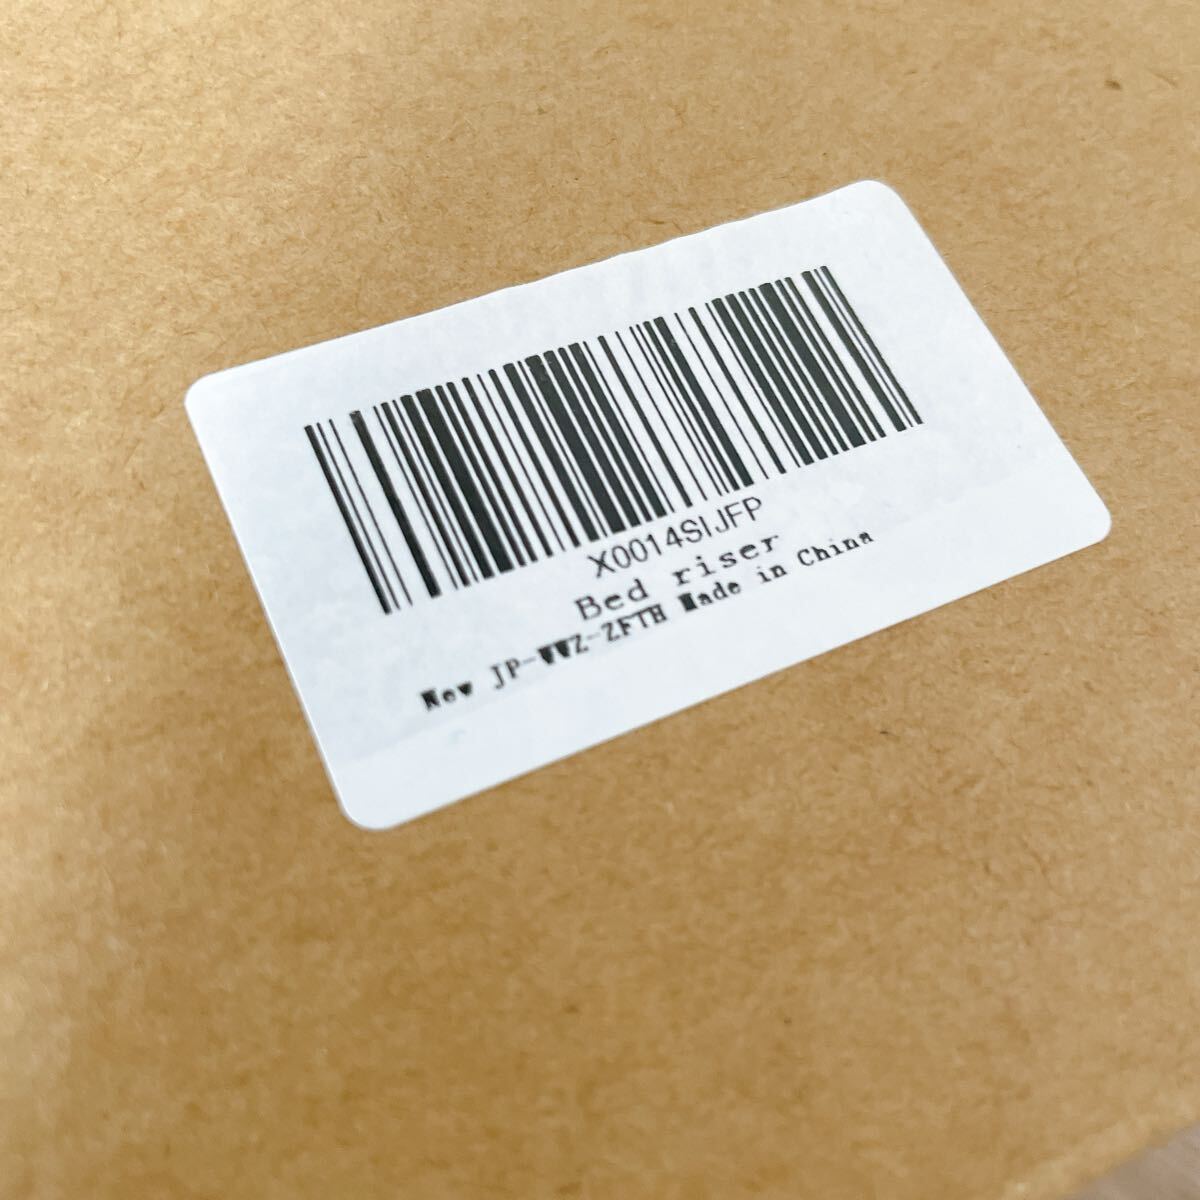 X0014SIJFP
Bed riser
New JP-WWZ-ZFTH Made in China